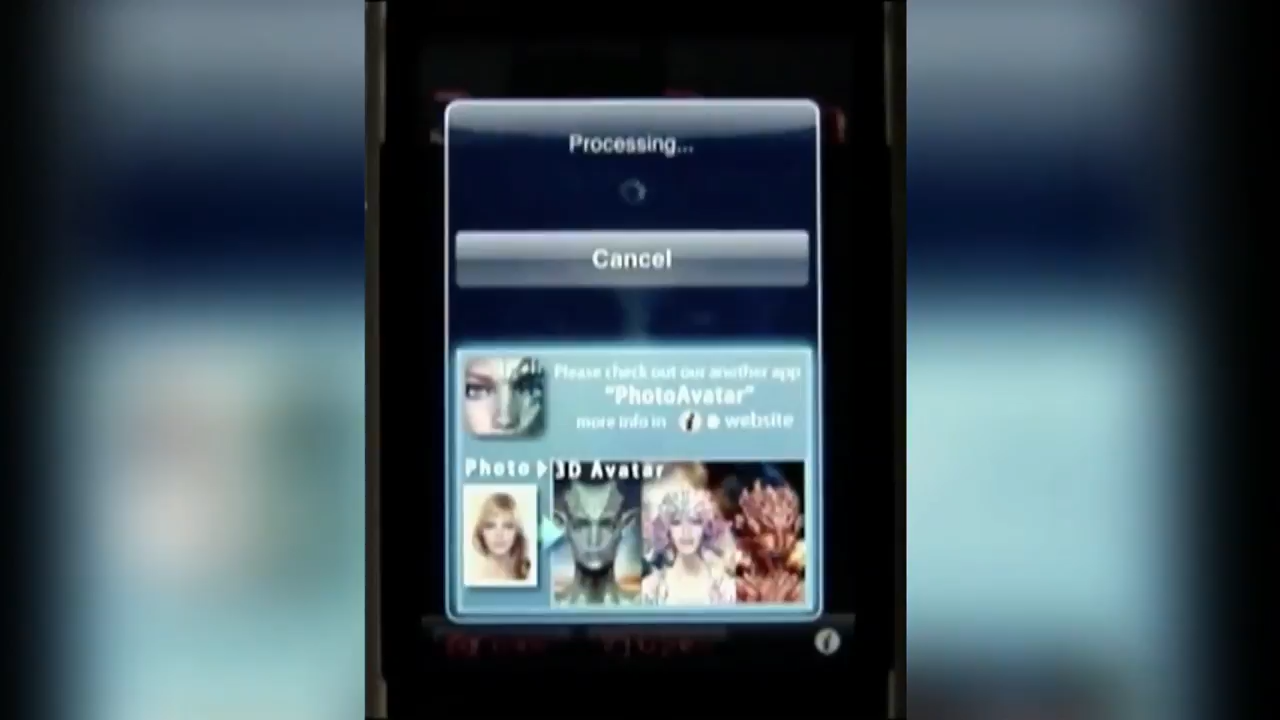 Processing...
Cancel
Please check out our another app
"PhotoAvatar"
more info in i website
Photo 3D Avatar